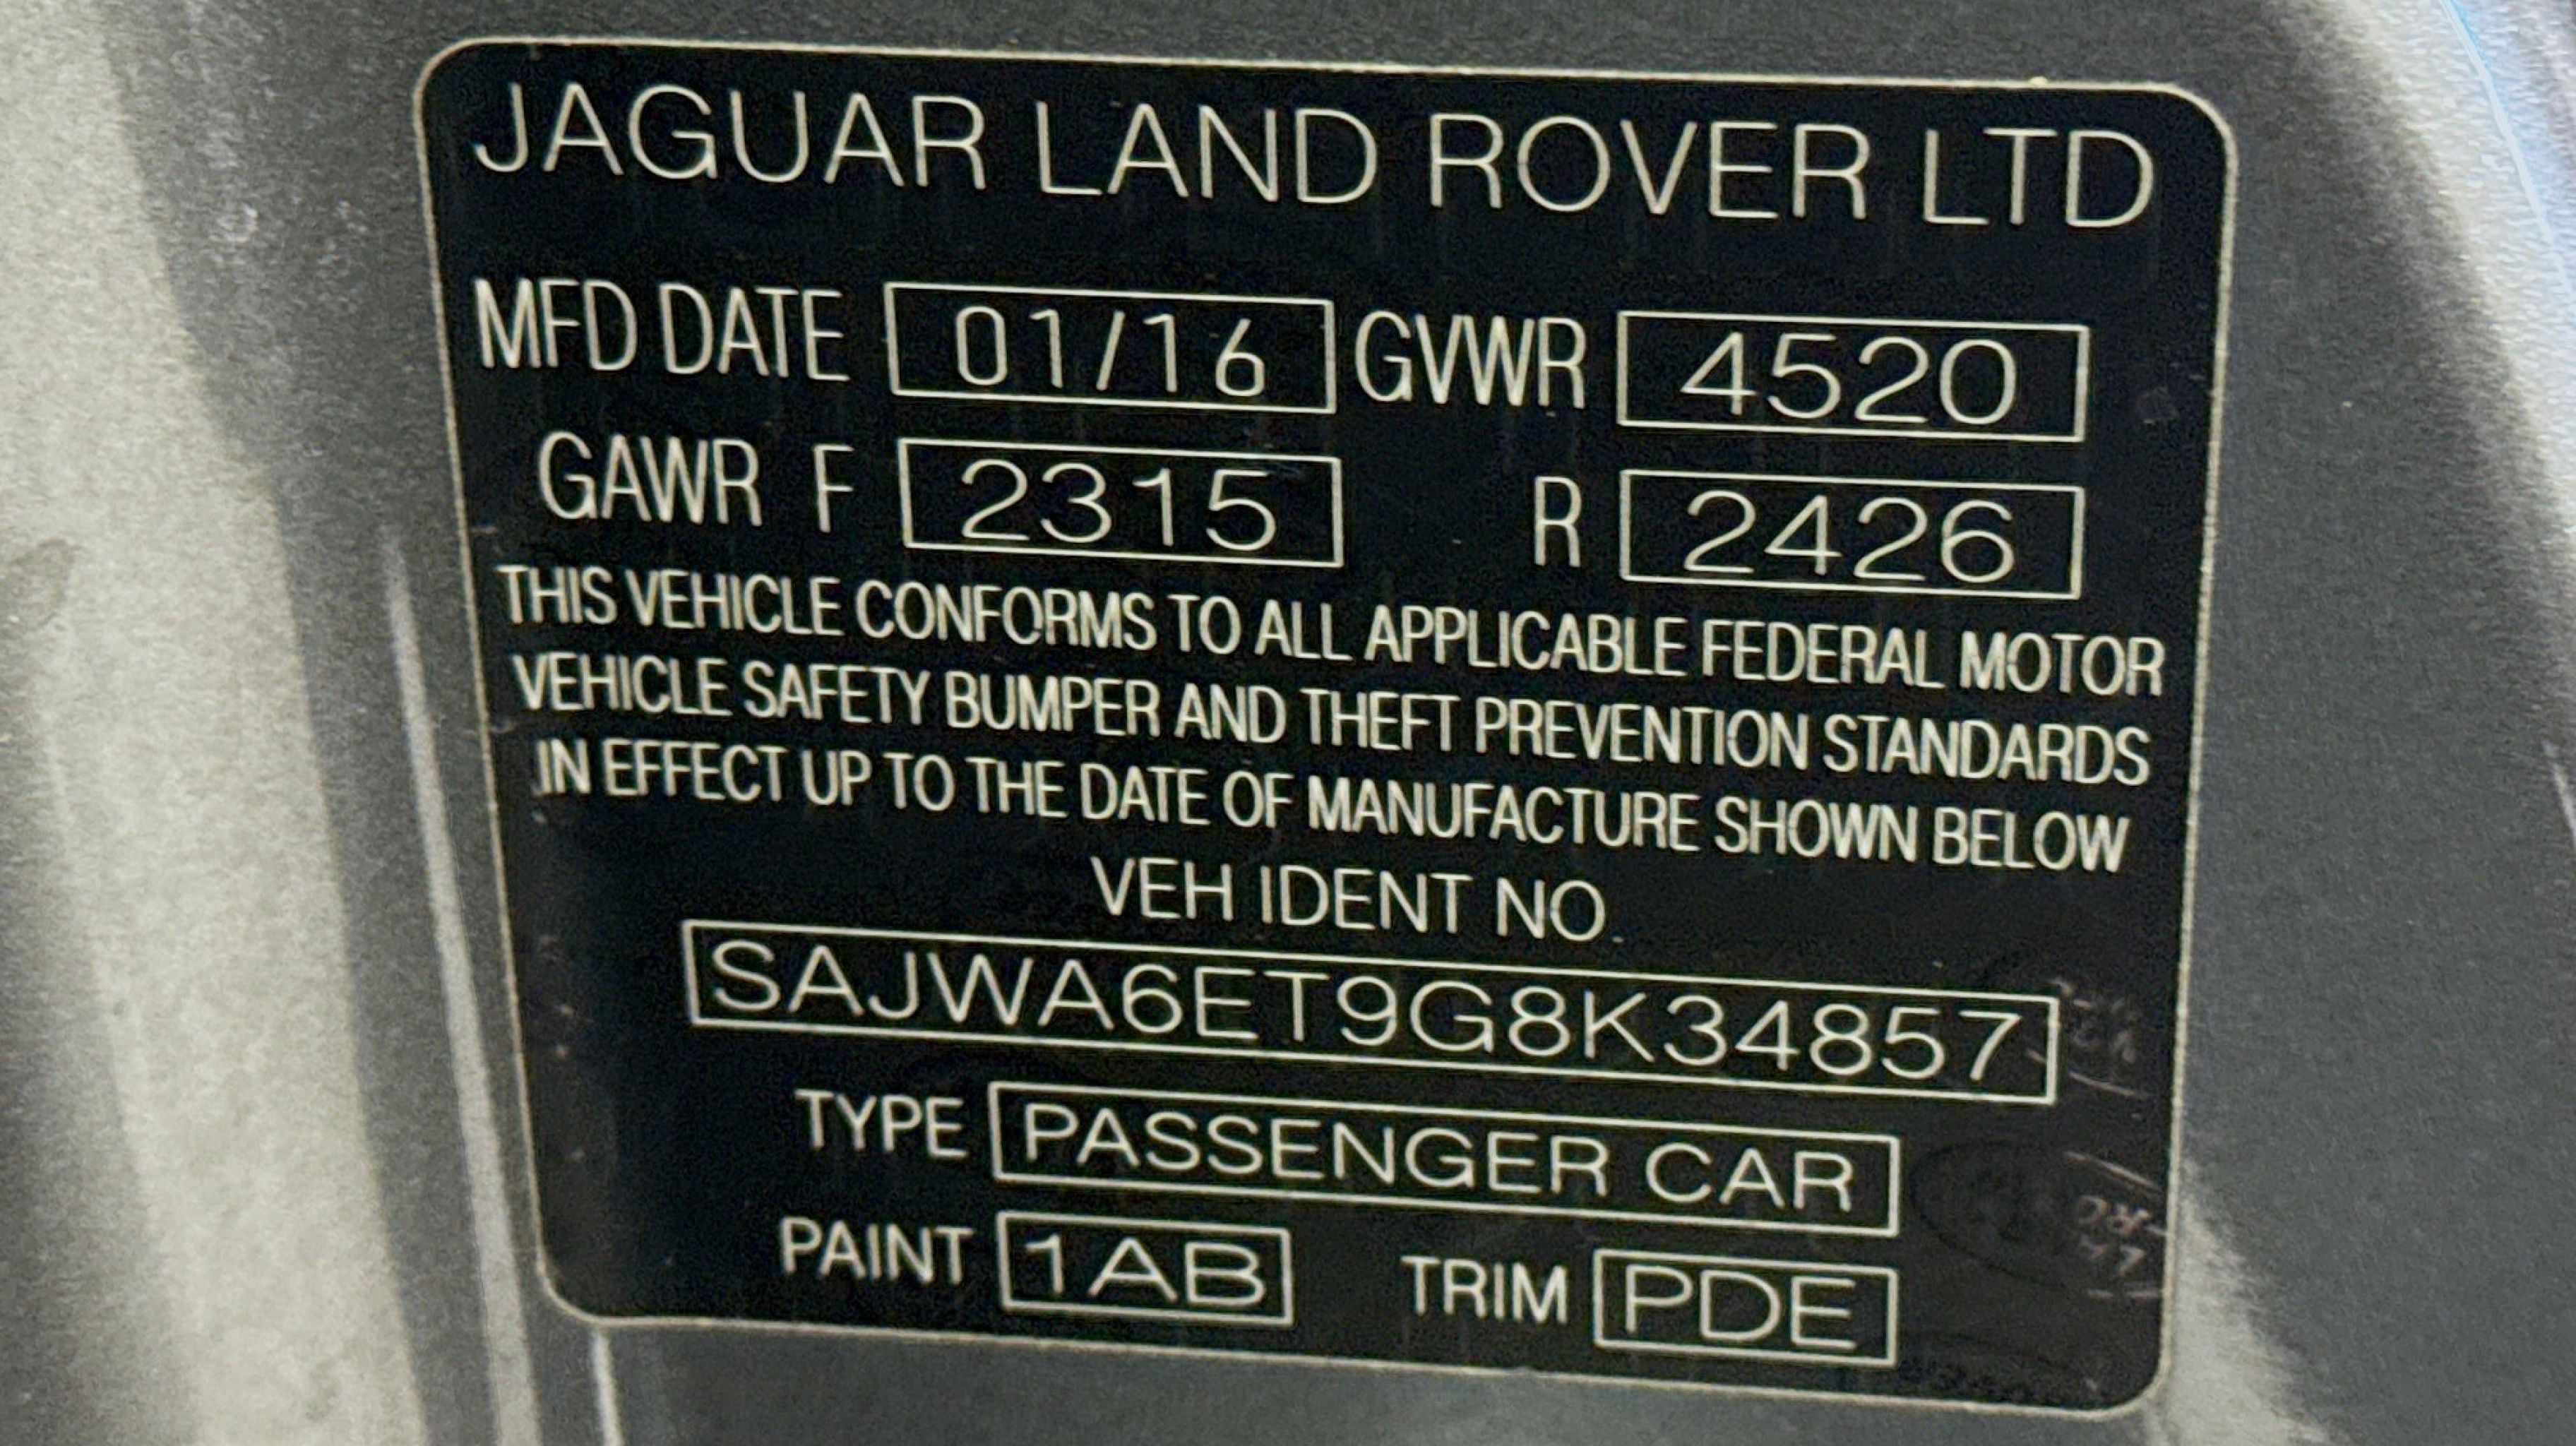 JAGUAR LAND ROVER LTD
MFD DATE 01/16 GVWR 4520
GAWR F 2315 R 2426
THIS VEHICLE CONFORMS TO ALL APPLICABLE FEDERAL MOTOR
VEHICLE SAFETY BUMPER AND THEFT PREVENTION STANDARDS
IN EFFECT UP TO THE DATE OF MANUFACTURE SHOWN BELOW
VEH IDENT NO.
SAJWA6ET9G8K34857
TYPE PASSENGER CAR
PAINT 1AB TRIM PDE